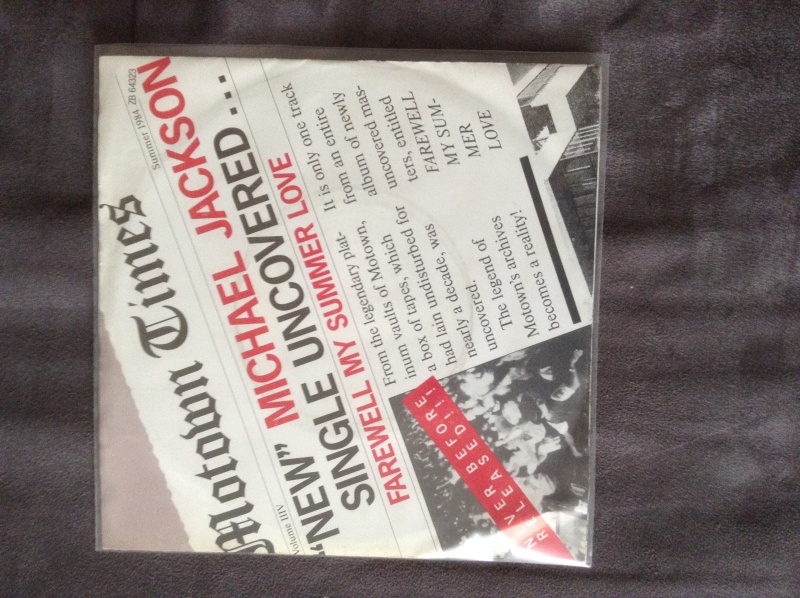 Motown Times
Volume IIIV
Summer 1984 ZB 64323
"NEW" MICHAEL JACKSON
SINGLE UNCOVERED...
FAREWELL MY SUMMER LOVE
From the legendary plat-
inum vaults of Motown,
a box of tapes, which
had lain undisturbed for
nearly a decade, was
uncovered.
The legend of
Motown's archives
becomes a reality!
It is only one track
from an entire
album of newly
uncovered mas-
ters, entitled
FAREWELL
MY SUM-
MER
LOVE
NEVER BEFORE
RELEASED!!!